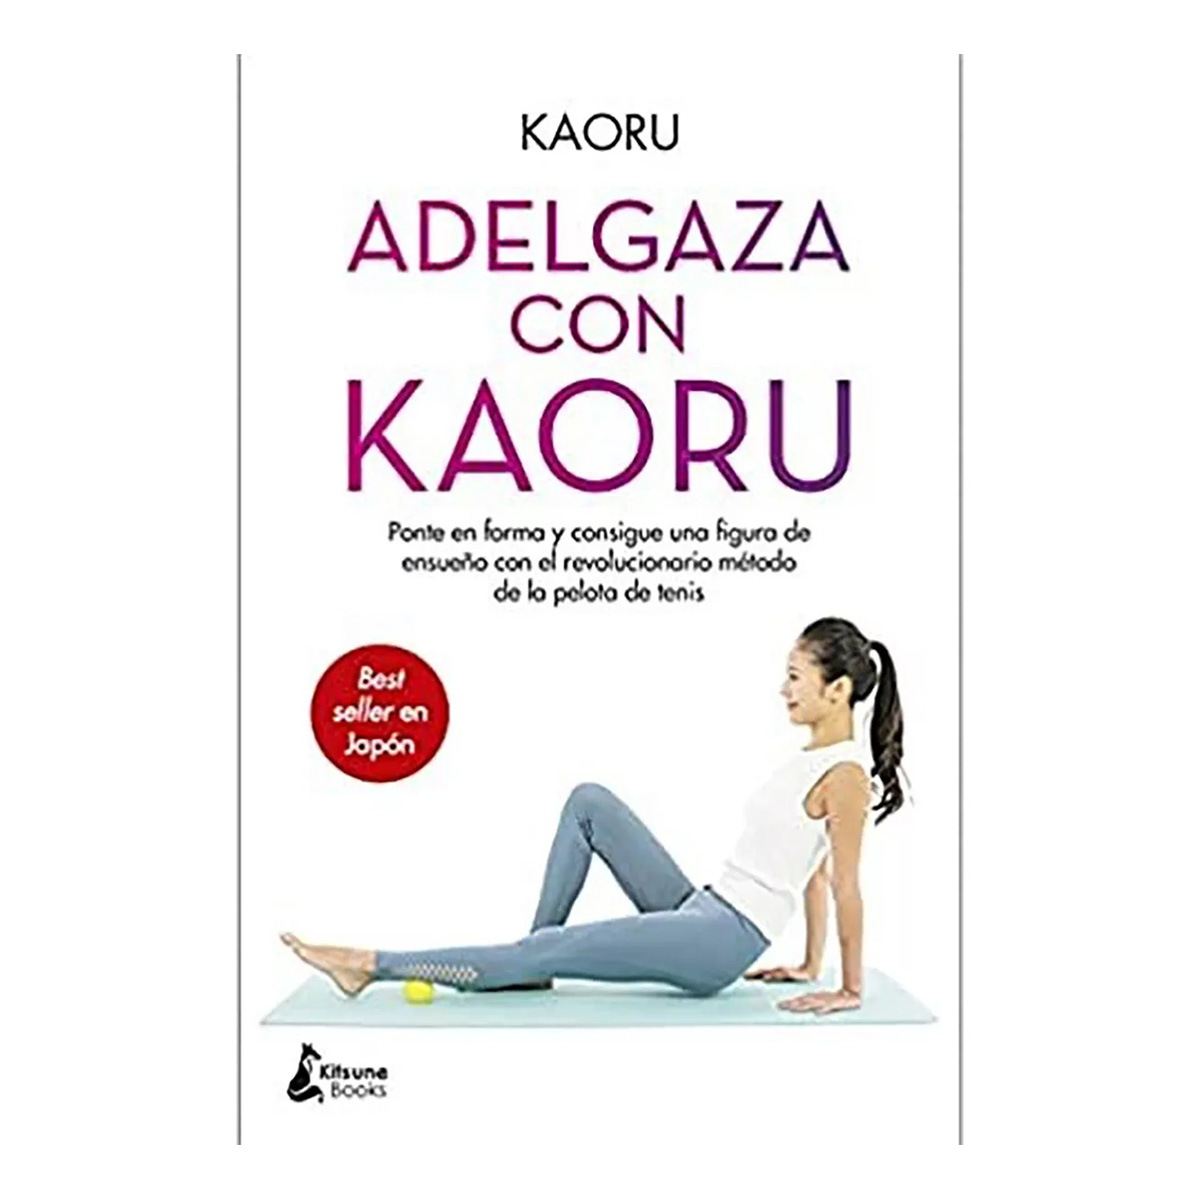 KAORU
ADELGAZA
CON
KAORU
Ponte en forma y consigue una figura de
ensueño con el revolucionario método
de la pelota de tenis
Best
seller en
Japón
Kitsune
Books